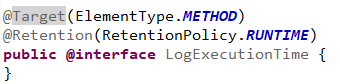 @Target(ElementType.METHOD)
@Retention(RetentionPolicy.RUNTIME)
public @interface LogExecutionTime {
}